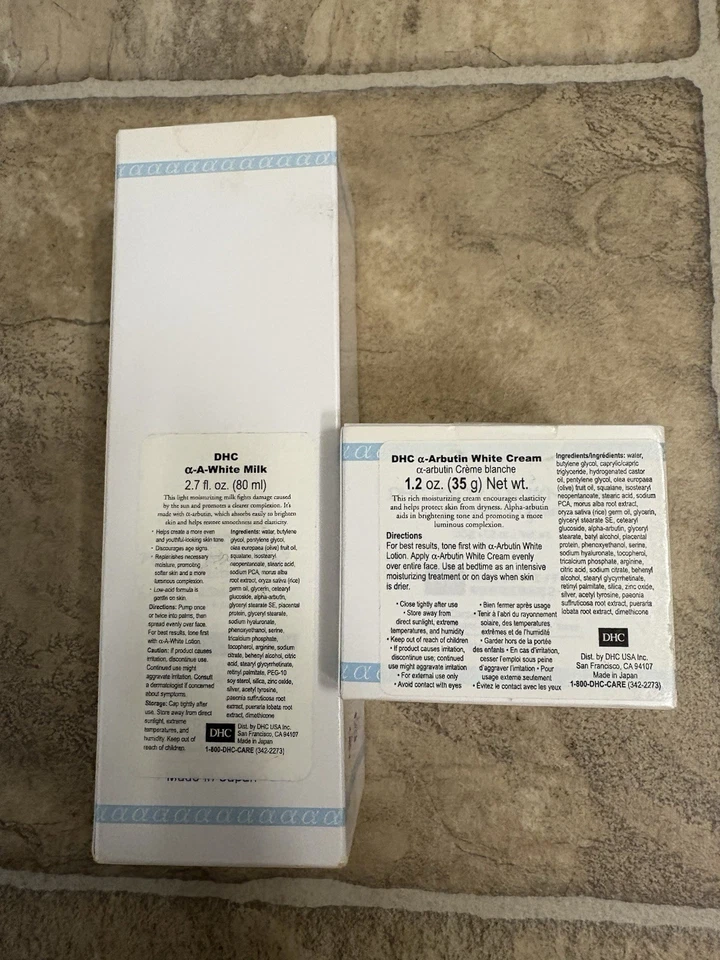 DHC
α-A-White Milk
2.7 fl. oz. (80 ml)
This light moisturizing milk fights damage caused
by the sun and promotes a clearer complexion. It's
made with α-arbutin, which absorbs easily to brighten
skin and helps restore smoothness and elasticity.
· Helps create a more even
and youthful-looking skin tone
· Discourages age signs.
· Replenishes necessary
moisture, promoting
softer skin and a more
luminous complexion.
· Low-acid formula is
gentle on skin.
Directions: Pump once
or twice into palms, then
spread evenly over face.
For best results, tone first
with α-A-White Lotion.
Caution: If product causes
irritation, discontinue use.
Continued use might
aggravate irritation. Consult
a dermatologist if concerned
about symptoms.
Storage: Cap tightly after
use. Store away from direct
sunlight, extreme
temperatures, and
humidity. Keep out of
reach of children.
Ingredients: water, butylene
glycol, pentylene glycol,
olea europaea (olive) fruit oil,
squalane, isostearyl
neopentanoate, stearic acid,
sodium PCA, morus alba
root extract, oryza sativa (rice)
germ oil, glycerin, cetearyl
glucoside, alpha-arbutin,
glyceryl stearate SE, placental
protein, glyceryl stearate,
sodium hyaluronate,
phenoxyethanol, serine,
tricalcium phosphate,
tocopherol, arginine, sodium
citrate, behenyl alcohol, citric
acid, stearyl glycyrrhetinate,
retinyl palmitate, PEG-10
soy sterol, silica, zinc oxide,
silver, acetyl tyrosine,
paeonia suffruticosa root
extract, pueraria lobata root
extract, dimethicone
DHC
Dist. by DHC USA Inc.
San Francisco, CA 94107
Made in Japan
1-800-DHC-CARE (342-2273)
Made in Japan
DHC α-Arbutin White Cream
α-arbutin Crème blanche
1.2 oz. (35 g) Net wt.
This rich moisturizing cream encourages elasticity
and helps protect skin from dryness. Alpha-arbutin
aids in brightening tone and promoting a more
luminous complexion.
Directions
For best results, tone first with α-Arbutin White
Lotion. Apply α-Arbutin White Cream evenly
over entire face. Use at bedtime as an intensive
moisturizing treatment or on days when skin
is drier.
• Close tightly after use
• Store away from
direct sunlight, extreme
temperatures, and humidity
• Keep out of reach of children
• If product causes irritation,
discontinue use, continued
use might aggravate irritation
• For external use only
• Avoid contact with eyes
• Bien fermer après usage
• Tenir à l'abri du rayonnement
solaire, des temperatures
extrêmes et de l'humidité
• Garder hors de la portée
des enfants • En cas d'irritation,
cesser l'emploi sous peine
d'aggraver l'irritation • Pour
usage externe seulement
• Évitez le contact avec les yeux
Ingredients/Ingrédients: water,
butylene glycol, caprylic/capric
triglyceride, hydrogenated castor
oil, pentylene glycol, olea europaea
(olive) fruit oil, squalane, isostearyl
neopentanoate, stearic acid, sodium
PCA, morus alba root extract,
oryza sativa (rice) germ oil, glycerin,
glyceryl stearate SE, cetearyl
glucoside, alpha-arbutin, glyceryl
stearate, batyl alcohol, placental
protein, phenoxyethanol, serine,
sodium hyaluronate, tocopherol,
tricalcium phosphate, arginine,
citric acid, sodium citrate, behenyl
alcohol, stearyl glycyrrhetinate,
retinyl palmitate, silica, zinc oxide,
silver, acetyl tyrosine, paeonia
suffruticosa root extract, pueraria
lobata root extract, dimethicone
DHC
Dist. by DHC USA Inc.
San Francisco, CA 94107
Made in Japan
1-800-DHC-CARE (342-2273)